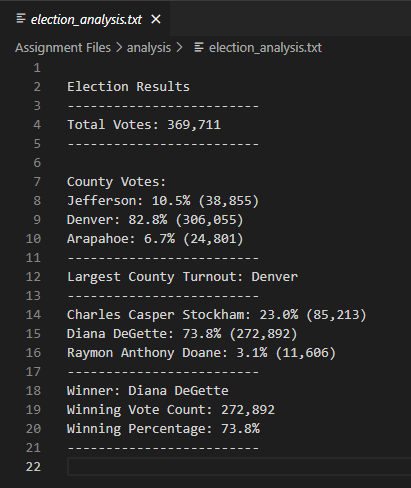 election_analysis.txt ×
Assignment Files > analysis > election_analysis.txt
1
2 Election Results
3 -------------------------
4 Total Votes: 369,711
5 -------------------------
6
7 County Votes:
8 Jefferson: 10.5% (38,855)
9 Denver: 82.8% (306,055)
10 Arapahoe: 6.7% (24,801)
11 -------------------------
12 Largest County Turnout: Denver
13 -------------------------
14 Charles Casper Stockham: 23.0% (85,213)
15 Diana DeGette: 73.8% (272,892)
16 Raymon Anthony Doane: 3.1% (11,606)
17 -------------------------
18 Winner: Diana DeGette
19 Winning Vote Count: 272,892
20 Winning Percentage: 73.8%
21 -------------------------
22